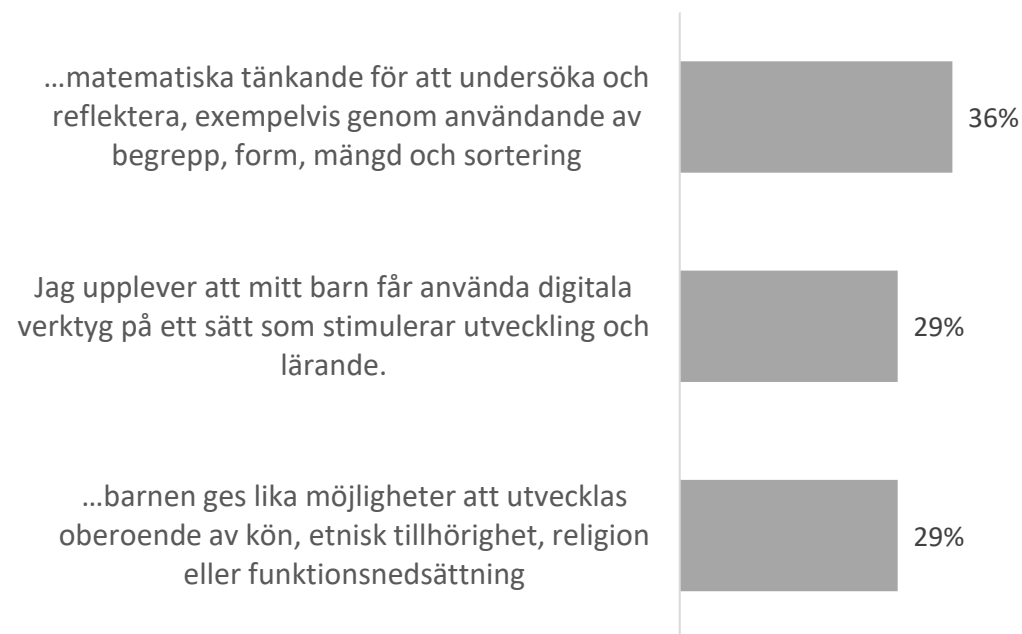 …matematiska tänkande för att undersöka och
reflektera, exempelvis genom användande av
begrepp, form, mängd och sortering
36%
Jag upplever att mitt barn får använda digitala
verktyg på ett sätt som stimulerar utveckling och
lärande.
29%
…barnen ges lika möjligheter att utvecklas
oberoende av kön, etnisk tillhörighet, religion
eller funktionsnedsättning
29%